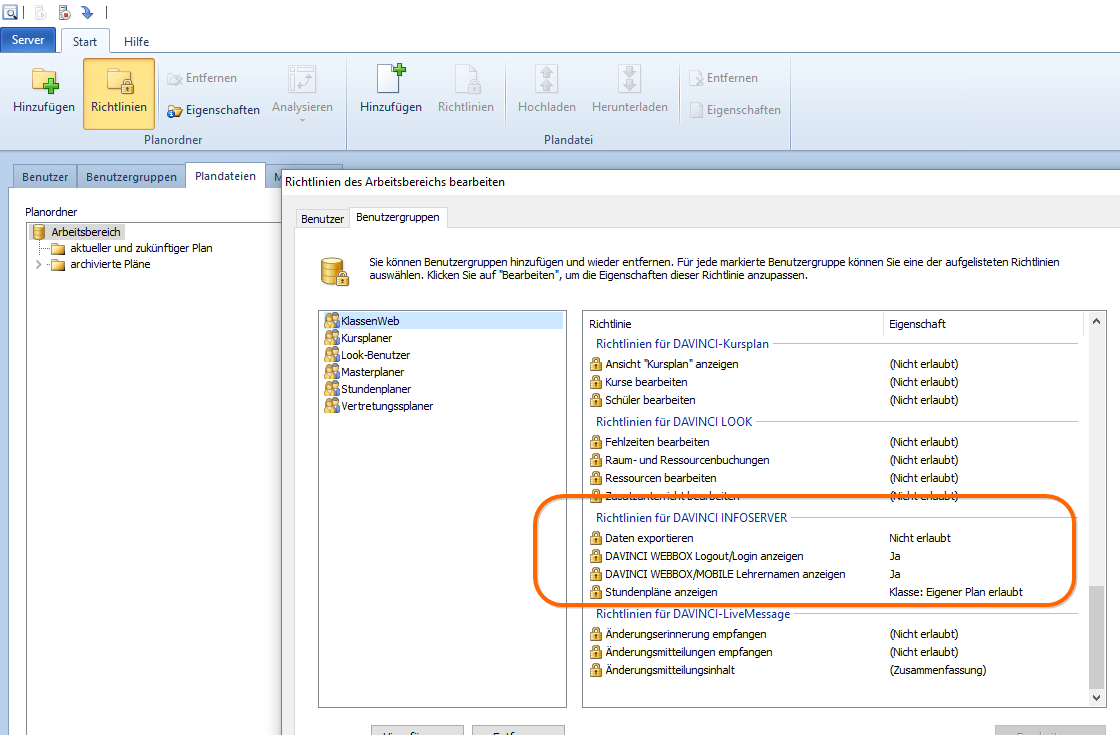 Server Start Hilfe
Hinzufügen Richtlinien Entfernen Eigenschaften Analysieren Hinzufügen Richtlinien Hochladen Herunterladen Entfernen Eigenschaften
Planordner Plandatei
Benutzer Benutzergruppen Plandateien
Richtlinien des Arbeitsbereichs bearbeiten
Planordner
Arbeitsbereich
aktueller und zukünftiger Plan
archivierte Pläne
Benutzer Benutzergruppen
Sie können Benutzergruppen hinzufügen und wieder entfernen. Für jede markierte Benutzergruppe können Sie eine der aufgelisteten Richtlinien
auswählen. Klicken Sie auf "Bearbeiten", um die Eigenschaften dieser Richtlinie anzupassen.
KlassenWeb
Kursplaner
Look-Benutzer
Masterplaner
Stundenplaner
Vertretungssplaner
Richtlinie Eigenschaft
Richtlinien für DAVINCI-Kursplan
Ansicht "Kursplan" anzeigen (Nicht erlaubt)
Kurse bearbeiten (Nicht erlaubt)
Schüler bearbeiten (Nicht erlaubt)
Richtlinien für DAVINCI LOOK
Fehlzeiten bearbeiten (Nicht erlaubt)
Raum- und Ressourcenbuchungen (Nicht erlaubt)
Ressourcen bearbeiten (Nicht erlaubt)
Zusatzunterricht bearbeiten (Nicht erlaubt)
Richtlinien für DAVINCI INFOSERVER
Daten exportieren Nicht erlaubt
DAVINCI WEBBOX Logout/Login anzeigen Ja
DAVINCI WEBBOX/MOBILE Lehrernamen anzeigen Ja
Stundenpläne anzeigen Klasse: Eigener Plan erlaubt
Richtlinien für DAVINCI-LiveMessage
Änderungserinnerung empfangen (Nicht erlaubt)
Änderungsmitteilungen empfangen (Nicht erlaubt)
Änderungsmitteilungsinhalt (Zusammenfassung)